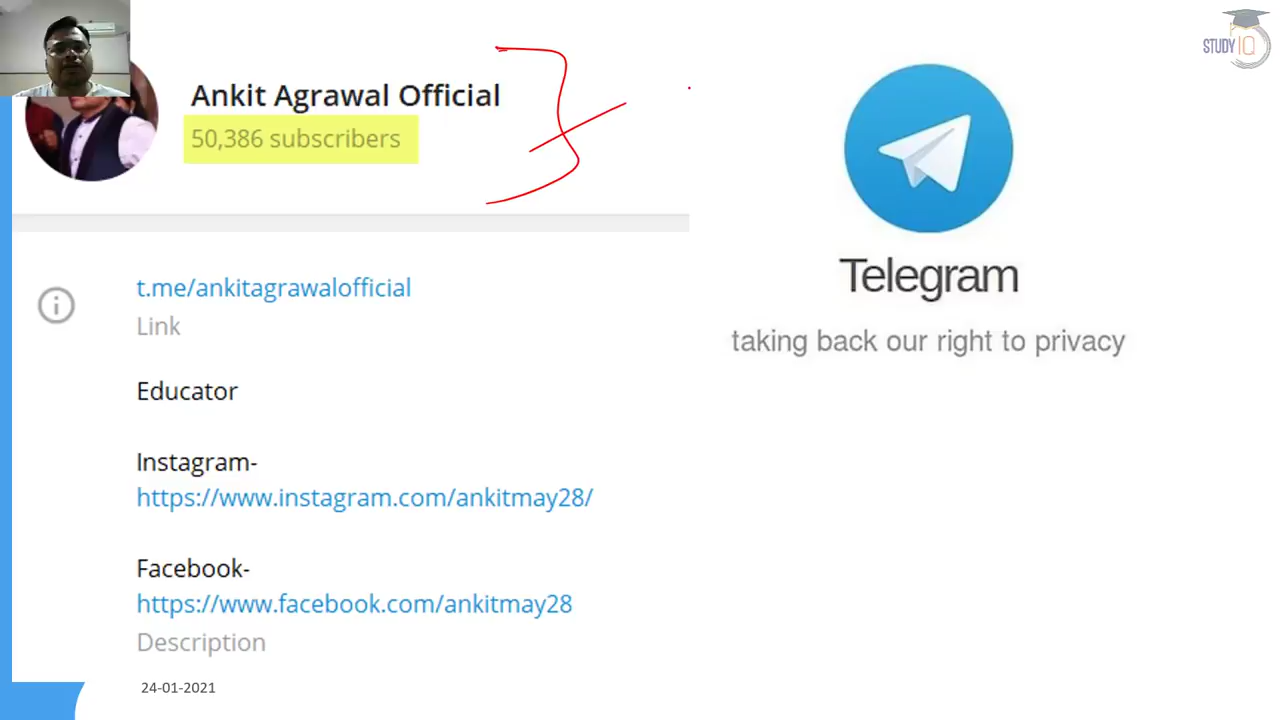 Ankit Agrawal Official
50,386 subscribers
t.me/ankitagrawalofficial
Link
Educator
Instagram-
https://www.instagram.com/ankitmay28/
Facebook-
https://www.facebook.com/ankitmay28
Description
24-01-2021
STUDY IQ
Telegram
taking back our right to privacy